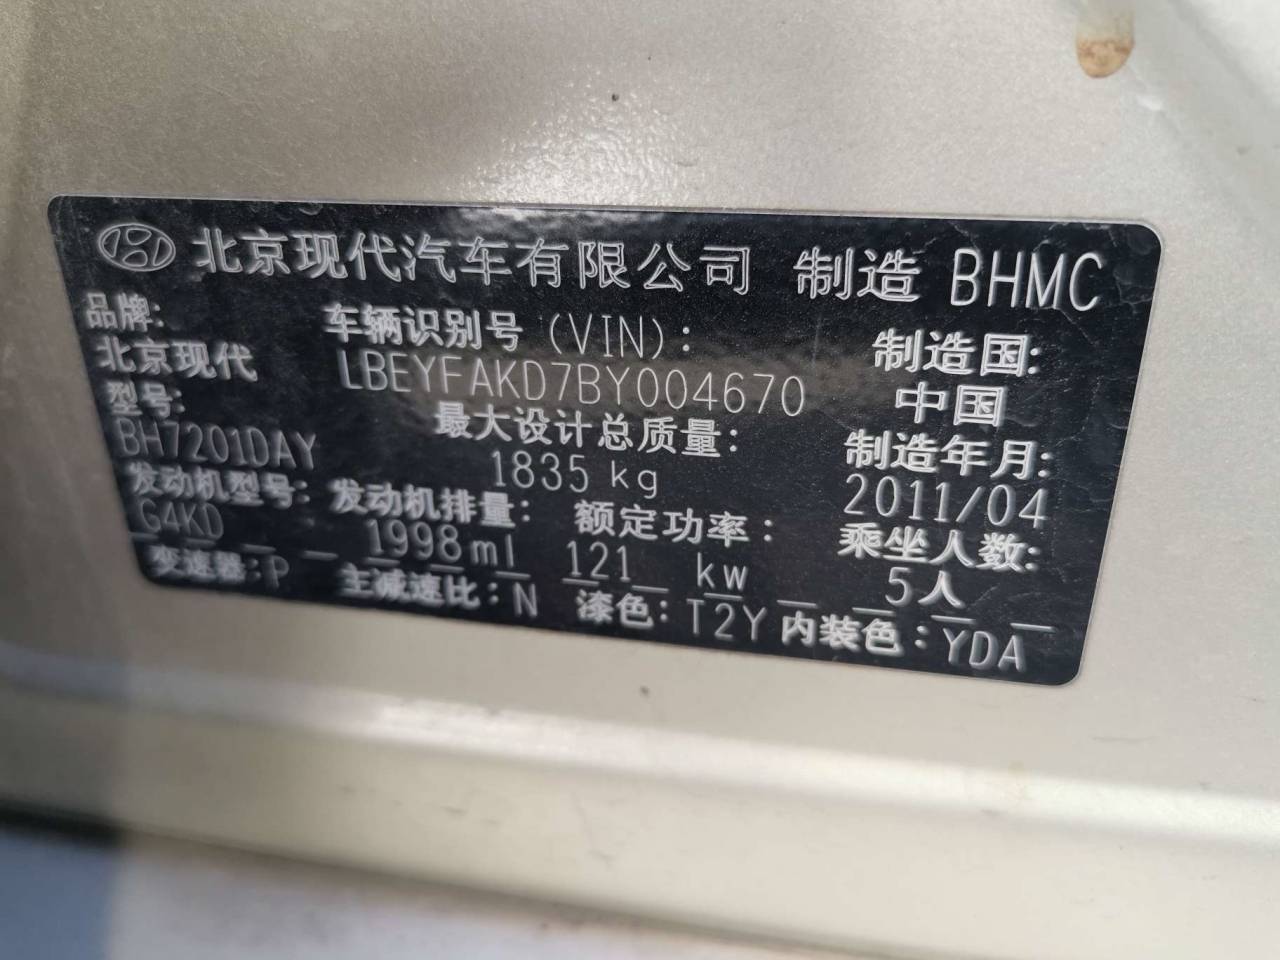 北京现代汽车有限公司 制造 BHMC
品牌: 车辆识别号 (VIN): 制造国:
北京现代 LBEYFAKD7BY004670 中国
型号: 最大设计总质量: 制造年月:
BH7201DAY 1835 kg 2011/04
发动机型号: 发动机排量: 额定功率: 乘坐人数:
G4KD 1998ml 121 kw 5人
变速器: P 主减速比: N 漆色: T2Y 内装色: YDA